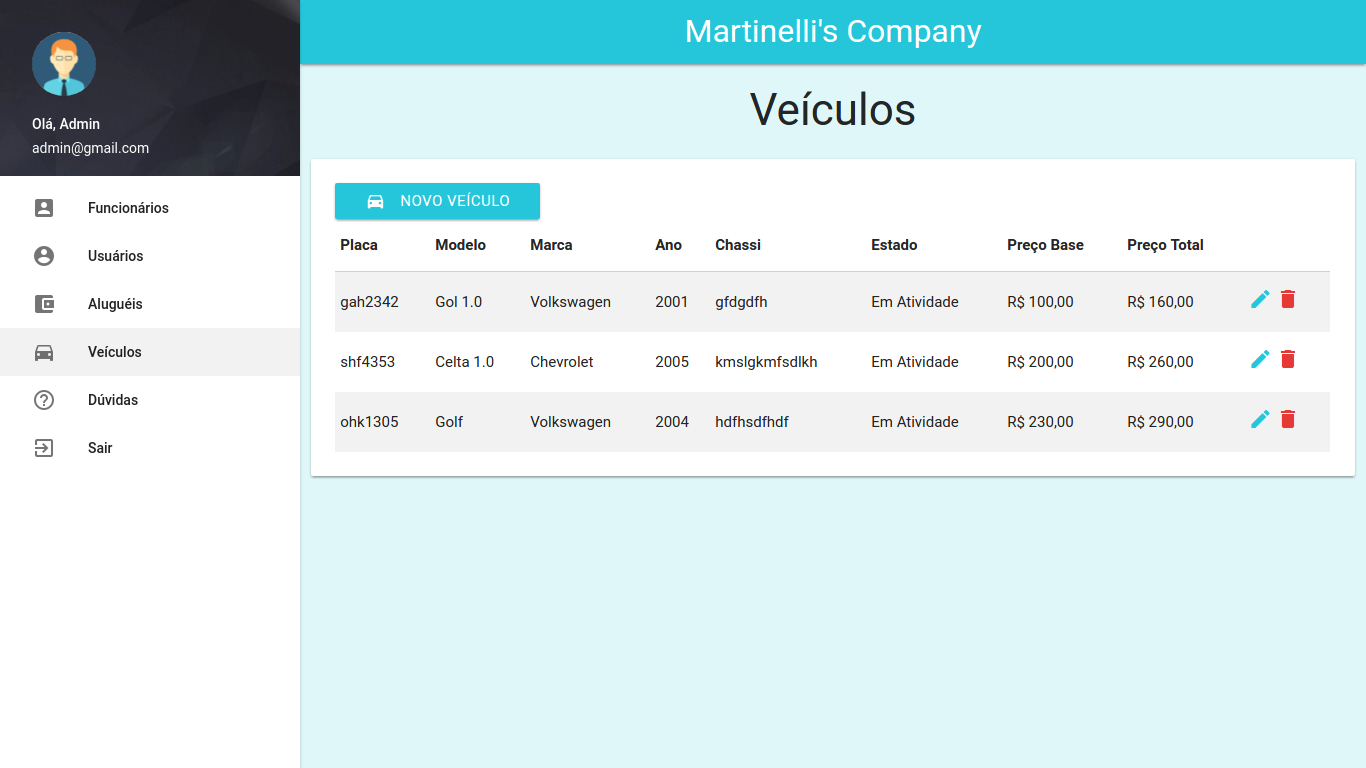 Martinelli's Company
Olá, Admin
admin@gmail.com
Funcionários
Usuários
Aluguéis
Veículos
Dúvidas
Sair
Veículos
NOVO VEÍCULO
Placa Modelo Marca Ano Chassi Estado Preço Base Preço Total
gah2342 Gol 1.0 Volkswagen 2001 gfdgdfh Em Atividade R$ 100,00 R$ 160,00
shf4353 Celta 1.0 Chevrolet 2005 kmslgkmfsdlkh Em Atividade R$ 200,00 R$ 260,00
ohk1305 Golf Volkswagen 2004 hdfhsdfhdf Em Atividade R$ 230,00 R$ 290,00